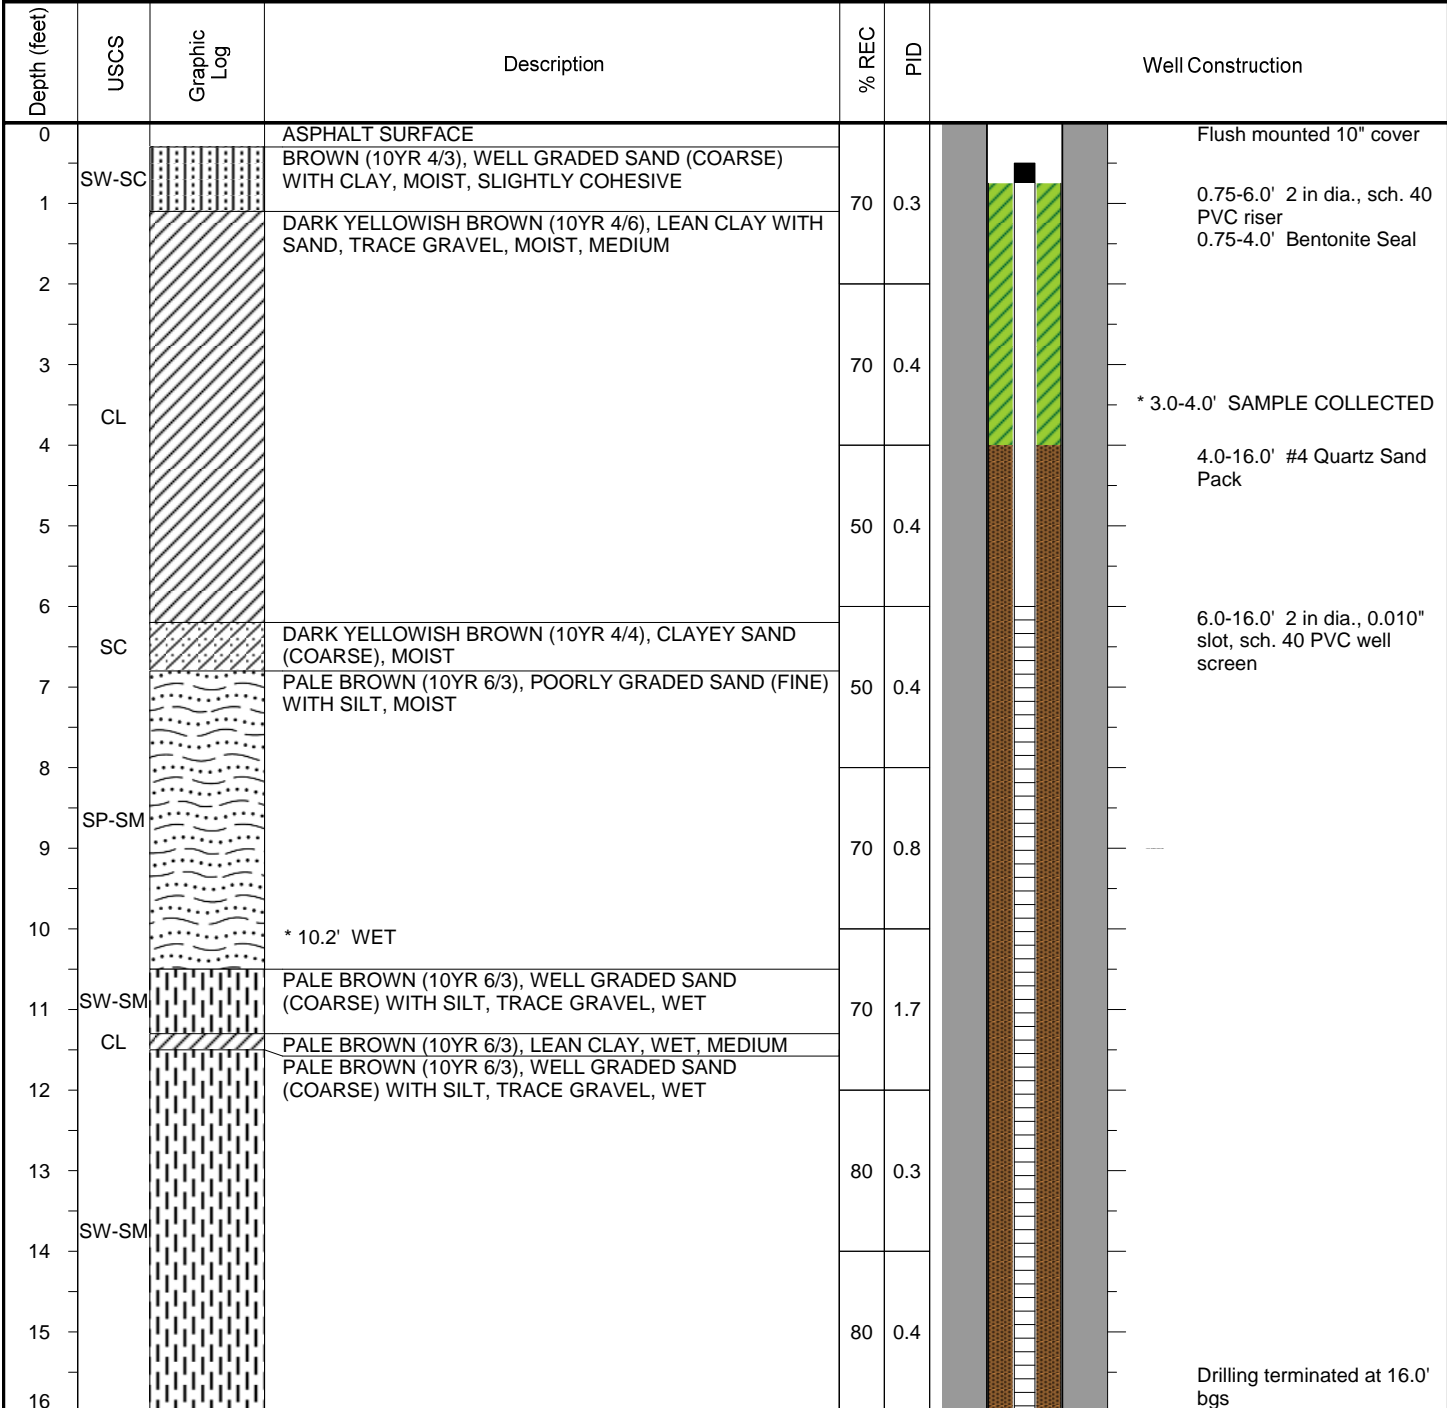 Depth (feet)
USCS
Graphic
Log
Description
% REC
PID
Well Construction
0
ASPHALT SURFACE
Flush mounted 10" cover
SW-SC
BROWN (10YR 4/3), WELL GRADED SAND (COARSE)
WITH CLAY, MOIST, SLIGHTLY COHESIVE
1
70
0.3
0.75-6.0' 2 in dia., sch. 40
PVC riser
0.75-4.0' Bentonite Seal
DARK YELLOWISH BROWN (10YR 4/6), LEAN CLAY WITH
SAND, TRACE GRAVEL, MOIST, MEDIUM
2
3
70
0.4
* 3.0-4.0' SAMPLE COLLECTED
CL
4
4.0-16.0' #4 Quartz Sand
Pack
5
50
0.4
6
6.0-16.0' 2 in dia., 0.010"
slot, sch. 40 PVC well
screen
SC
DARK YELLOWISH BROWN (10YR 4/4), CLAYEY SAND
(COARSE), MOIST
7
PALE BROWN (10YR 6/3), POORLY GRADED SAND (FINE)
WITH SILT, MOIST
50
0.4
8
SP-SM
9
70
0.8
10
* 10.2' WET
SW-SM
PALE BROWN (10YR 6/3), WELL GRADED SAND
(COARSE) WITH SILT, TRACE GRAVEL, WET
11
70
1.7
CL
PALE BROWN (10YR 6/3), LEAN CLAY, WET, MEDIUM
PALE BROWN (10YR 6/3), WELL GRADED SAND
(COARSE) WITH SILT, TRACE GRAVEL, WET
12
13
80
0.3
SW-SM
14
15
80
0.4
16
Drilling terminated at 16.0'
bgs